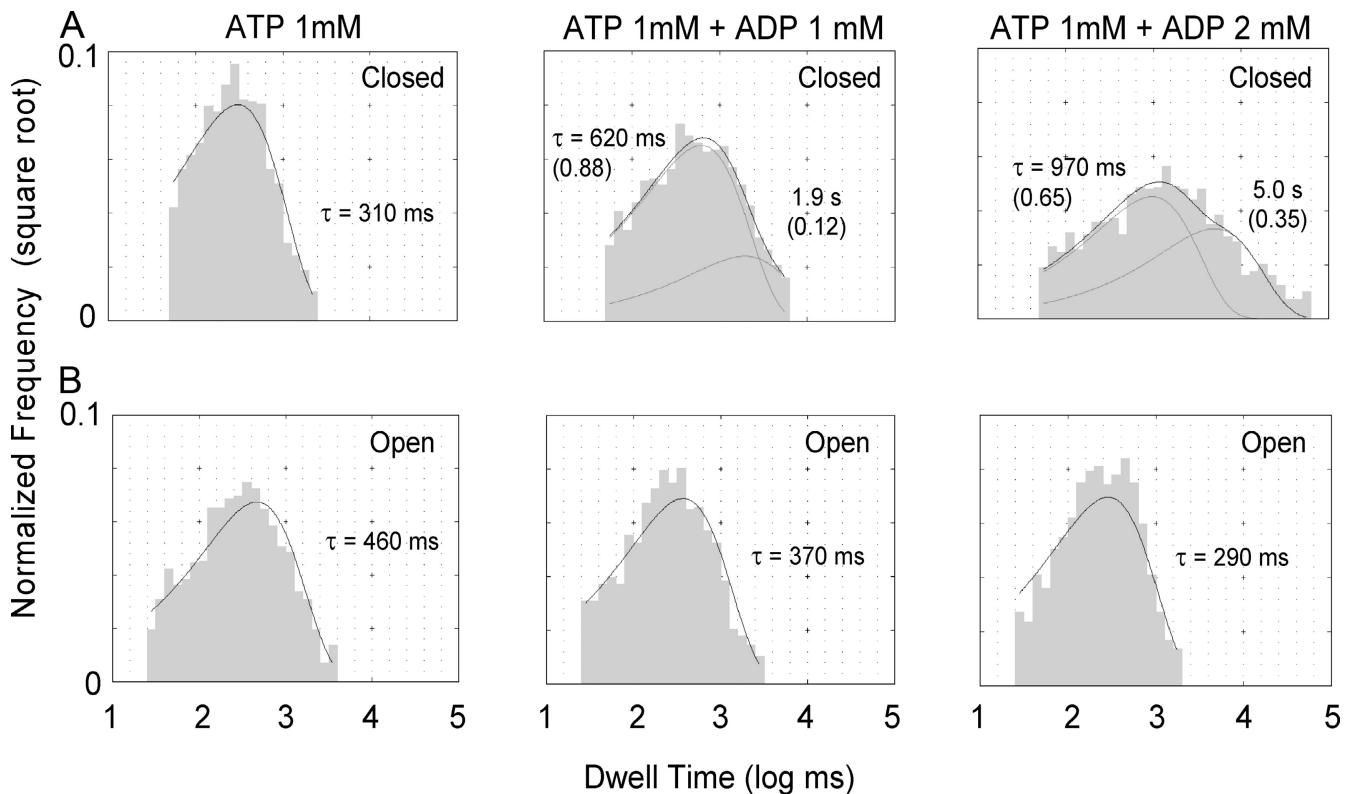 A
ATP 1mM
ATP 1mM + ADP 1 mM
ATP 1mM + ADP 2 mM
Normalized Frequency (square root)
0.1
Closed
τ = 310 ms
0
Closed
τ = 620 ms
(0.88)
1.9 s
(0.12)
Closed
τ = 970 ms
(0.65)
5.0 s
(0.35)
B
0.1
Open
τ = 460 ms
0
1 2 3 4 5
Open
τ = 370 ms
1 2 3 4 5
Open
τ = 290 ms
1 2 3 4 5
Dwell Time (log ms)